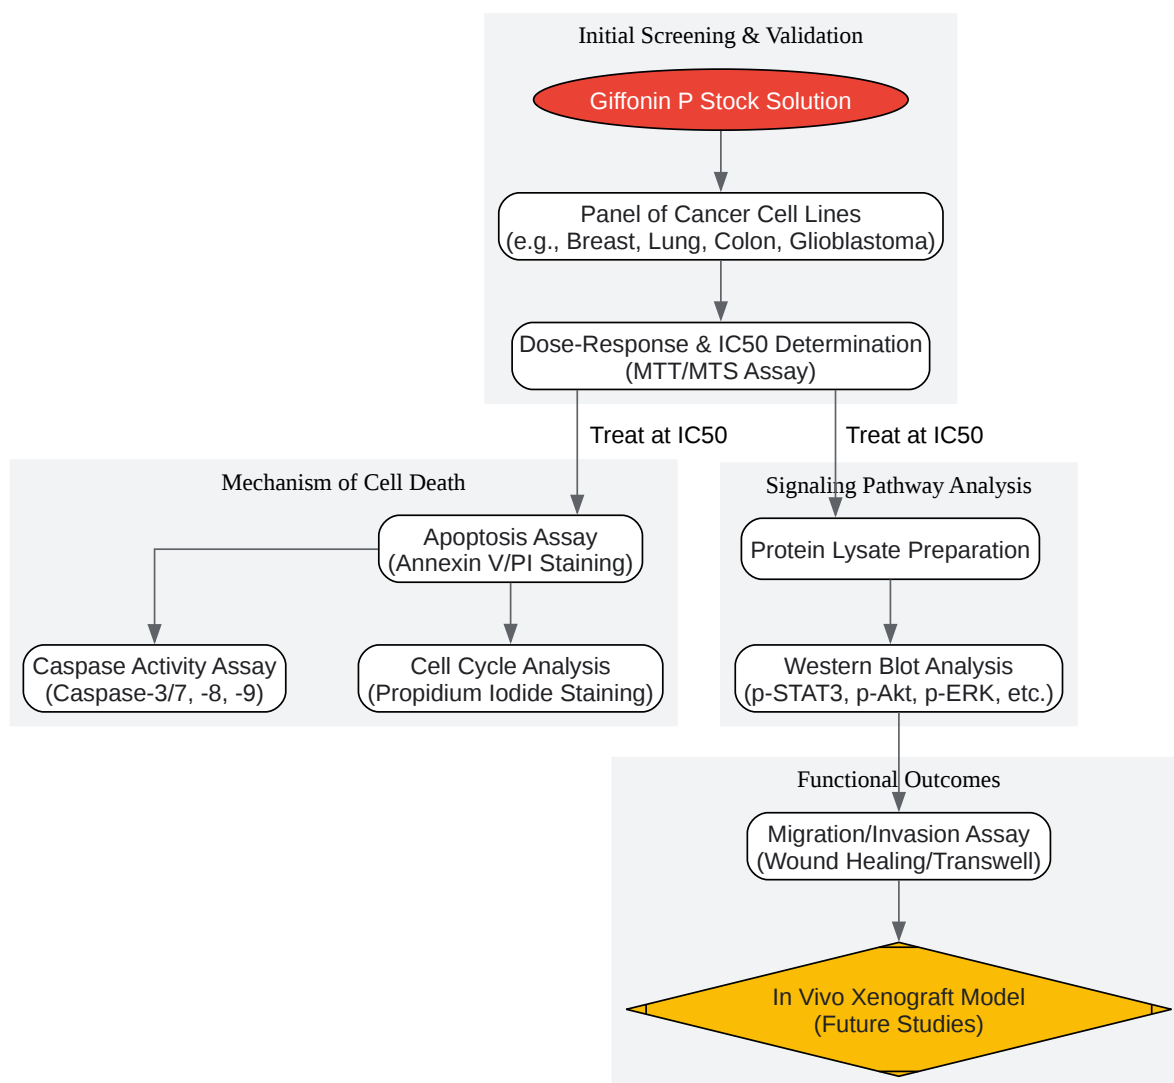 Initial Screening & Validation
Giffonin P Stock Solution
Panel of Cancer Cell Lines
(e.g., Breast, Lung, Colon, Glioblastoma)
Dose-Response & IC50 Determination
(MTT/MTS Assay)
Treat at IC50
Treat at IC50
Mechanism of Cell Death
Apoptosis Assay
(Annexin V/PI Staining)
Caspase Activity Assay
(Caspase-3/7, -8, -9)
Cell Cycle Analysis
(Propidium Iodide Staining)
Signaling Pathway Analysis
Protein Lysate Preparation
Western Blot Analysis
(p-STAT3, p-Akt, p-ERK, etc.)
Functional Outcomes
Migration/Invasion Assay
(Wound Healing/Transwell)
In Vivo Xenograft Model
(Future Studies)